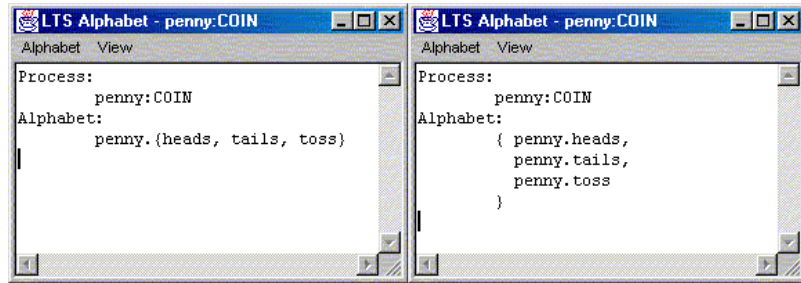 LTS Alphabet - penny:COIN
Alphabet View
Process:
penny:COIN
Alphabet:
penny.{heads, tails, toss}
LTS Alphabet - penny:COIN
Alphabet View
Process:
penny:COIN
Alphabet:
{ penny.heads,
penny.tails,
penny.toss
}